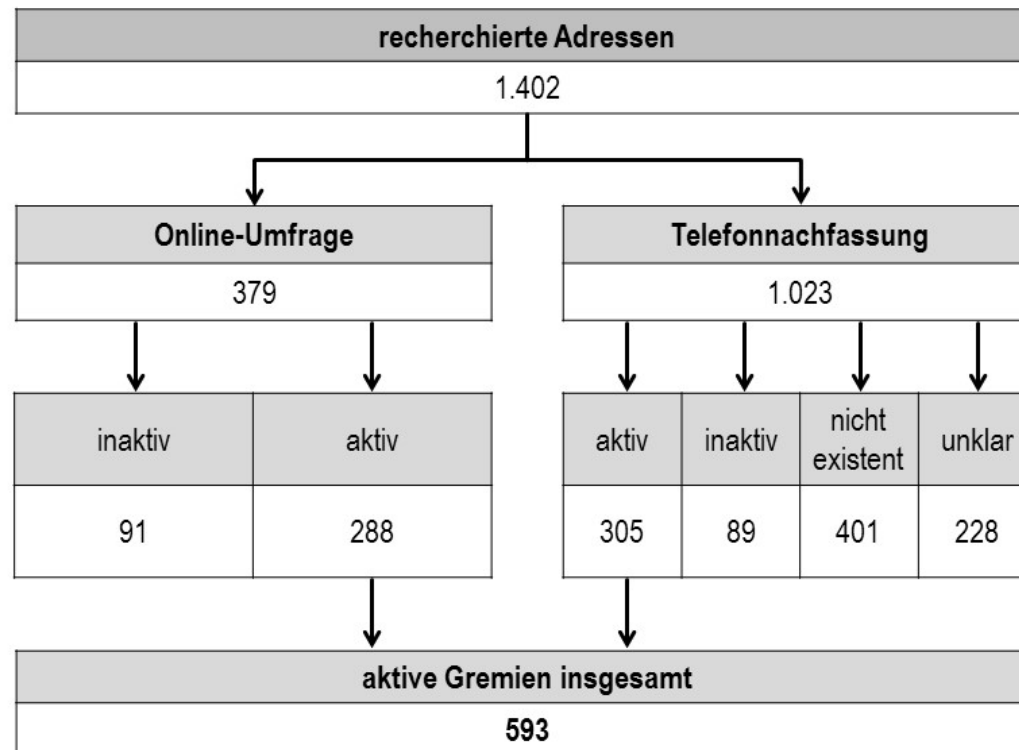 recherchierte Adressen
1.402
Online-Umfrage
379
Telefonnachfassung
1.023
inaktiv
aktiv
91
288
aktiv
inaktiv
nicht
existent
unklar
305
89
401
228
aktive Gremien insgesamt
593